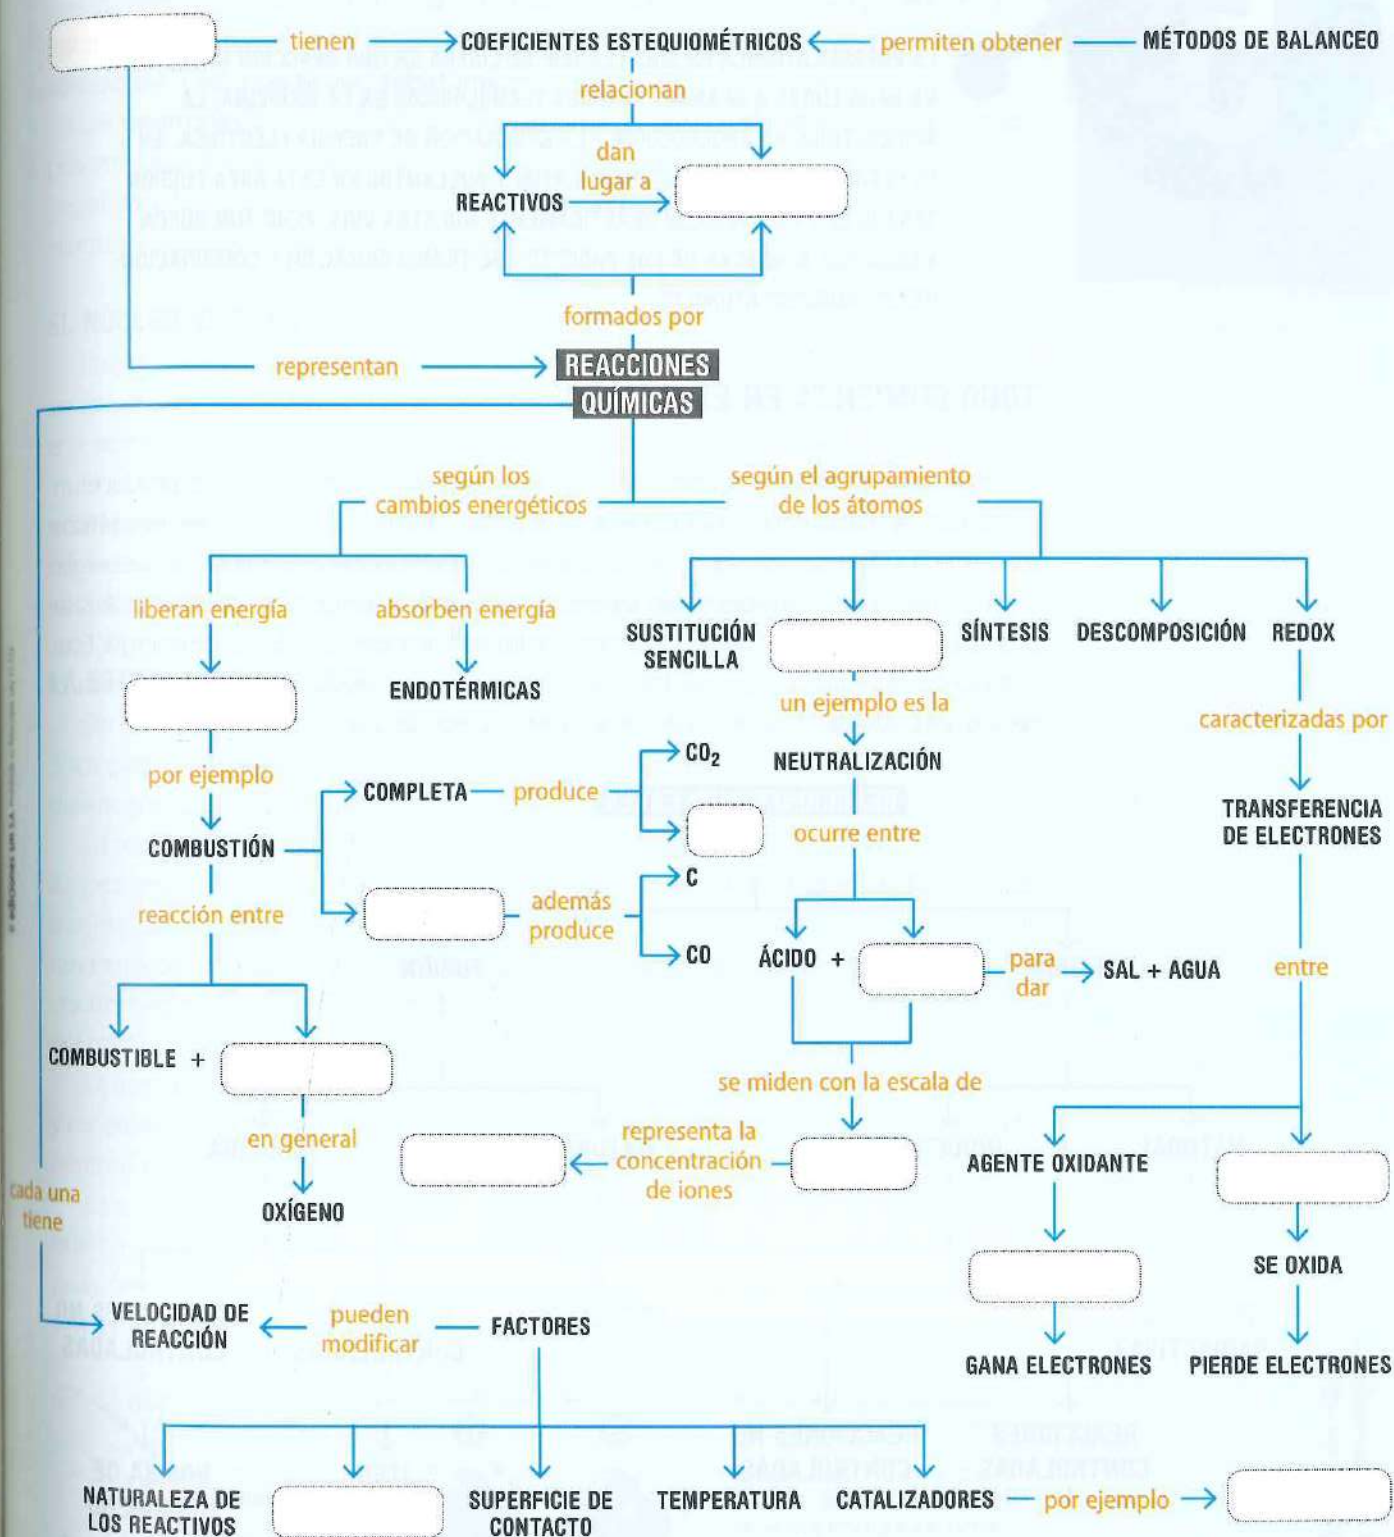 tienen
COEFICIENTES ESTEQUIOMÉTRICOS
permiten obtener
MÉTODOS DE BALANCEO
relacionan
dan
lugar a
REACTIVOS
formados por
representan
REACCIONES
QUÍMICAS
según los
cambios energéticos
según el agrupamiento
de los átomos
liberan energía
absorben energía
ENDOTÉRMICAS
SUSTITUCIÓN
SENCILLA
SÍNTESIS
DESCOMPOSICIÓN
REDOX
un ejemplo es la
NEUTRALIZACIÓN
caracterizadas por
por ejemplo
COMPLETA
produce
CO₂
COMBUSTIÓN
ocurre entre
TRANSFERENCIA
DE ELECTRONES
reacción entre
además
produce
C
CO
ÁCIDO +
para
dar
SAL + AGUA
entre
COMBUSTIBLE +
en general
OXÍGENO
se miden con la escala de
representa la
concentración
de iones
AGENTE OXIDANTE
SE OXIDA
GANA ELECTRONES
PIERDE ELECTRONES
cada una
tiene
VELOCIDAD DE
REACCIÓN
pueden
modificar
FACTORES
NATURALEZA DE
LOS REACTIVOS
SUPERFICIE DE
CONTACTO
TEMPERATURA
CATALIZADORES
por ejemplo